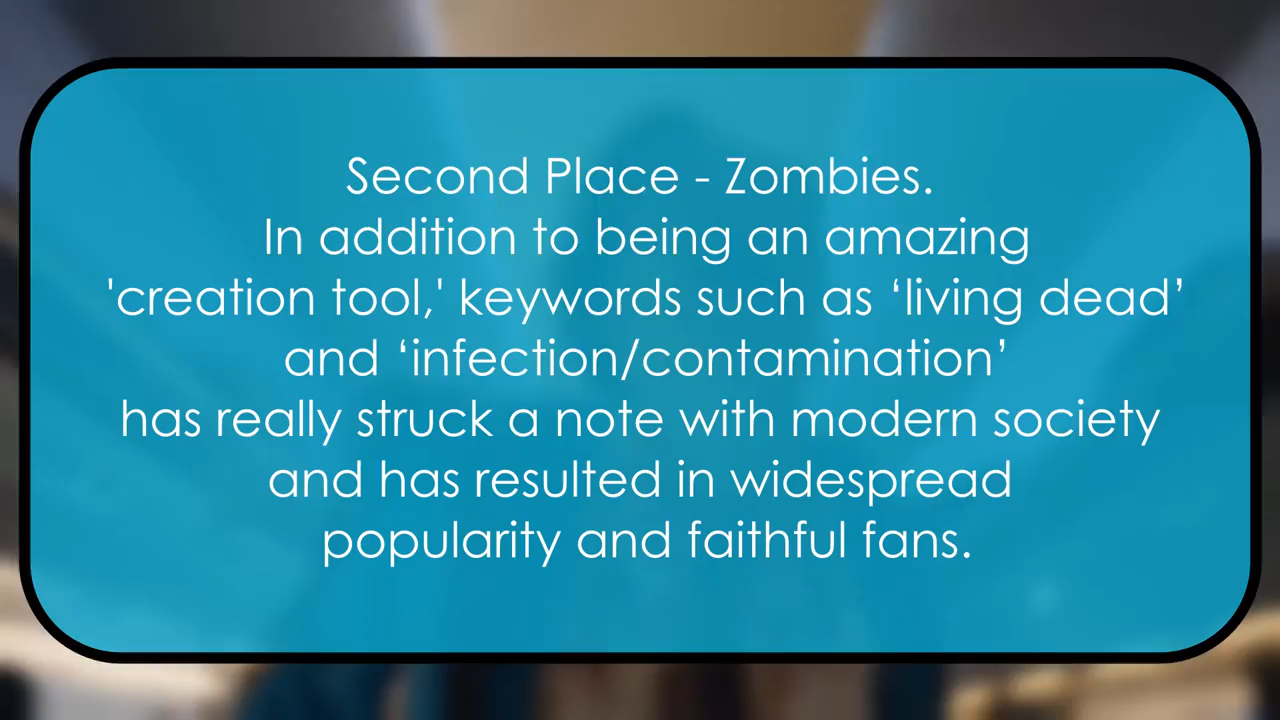 Second Place - Zombies.
In addition to being an amazing
'creation tool,' keywords such as ‘living dead’
and ‘infection/contamination’
has really struck a note with modern society
and has resulted in widespread
popularity and faithful fans.